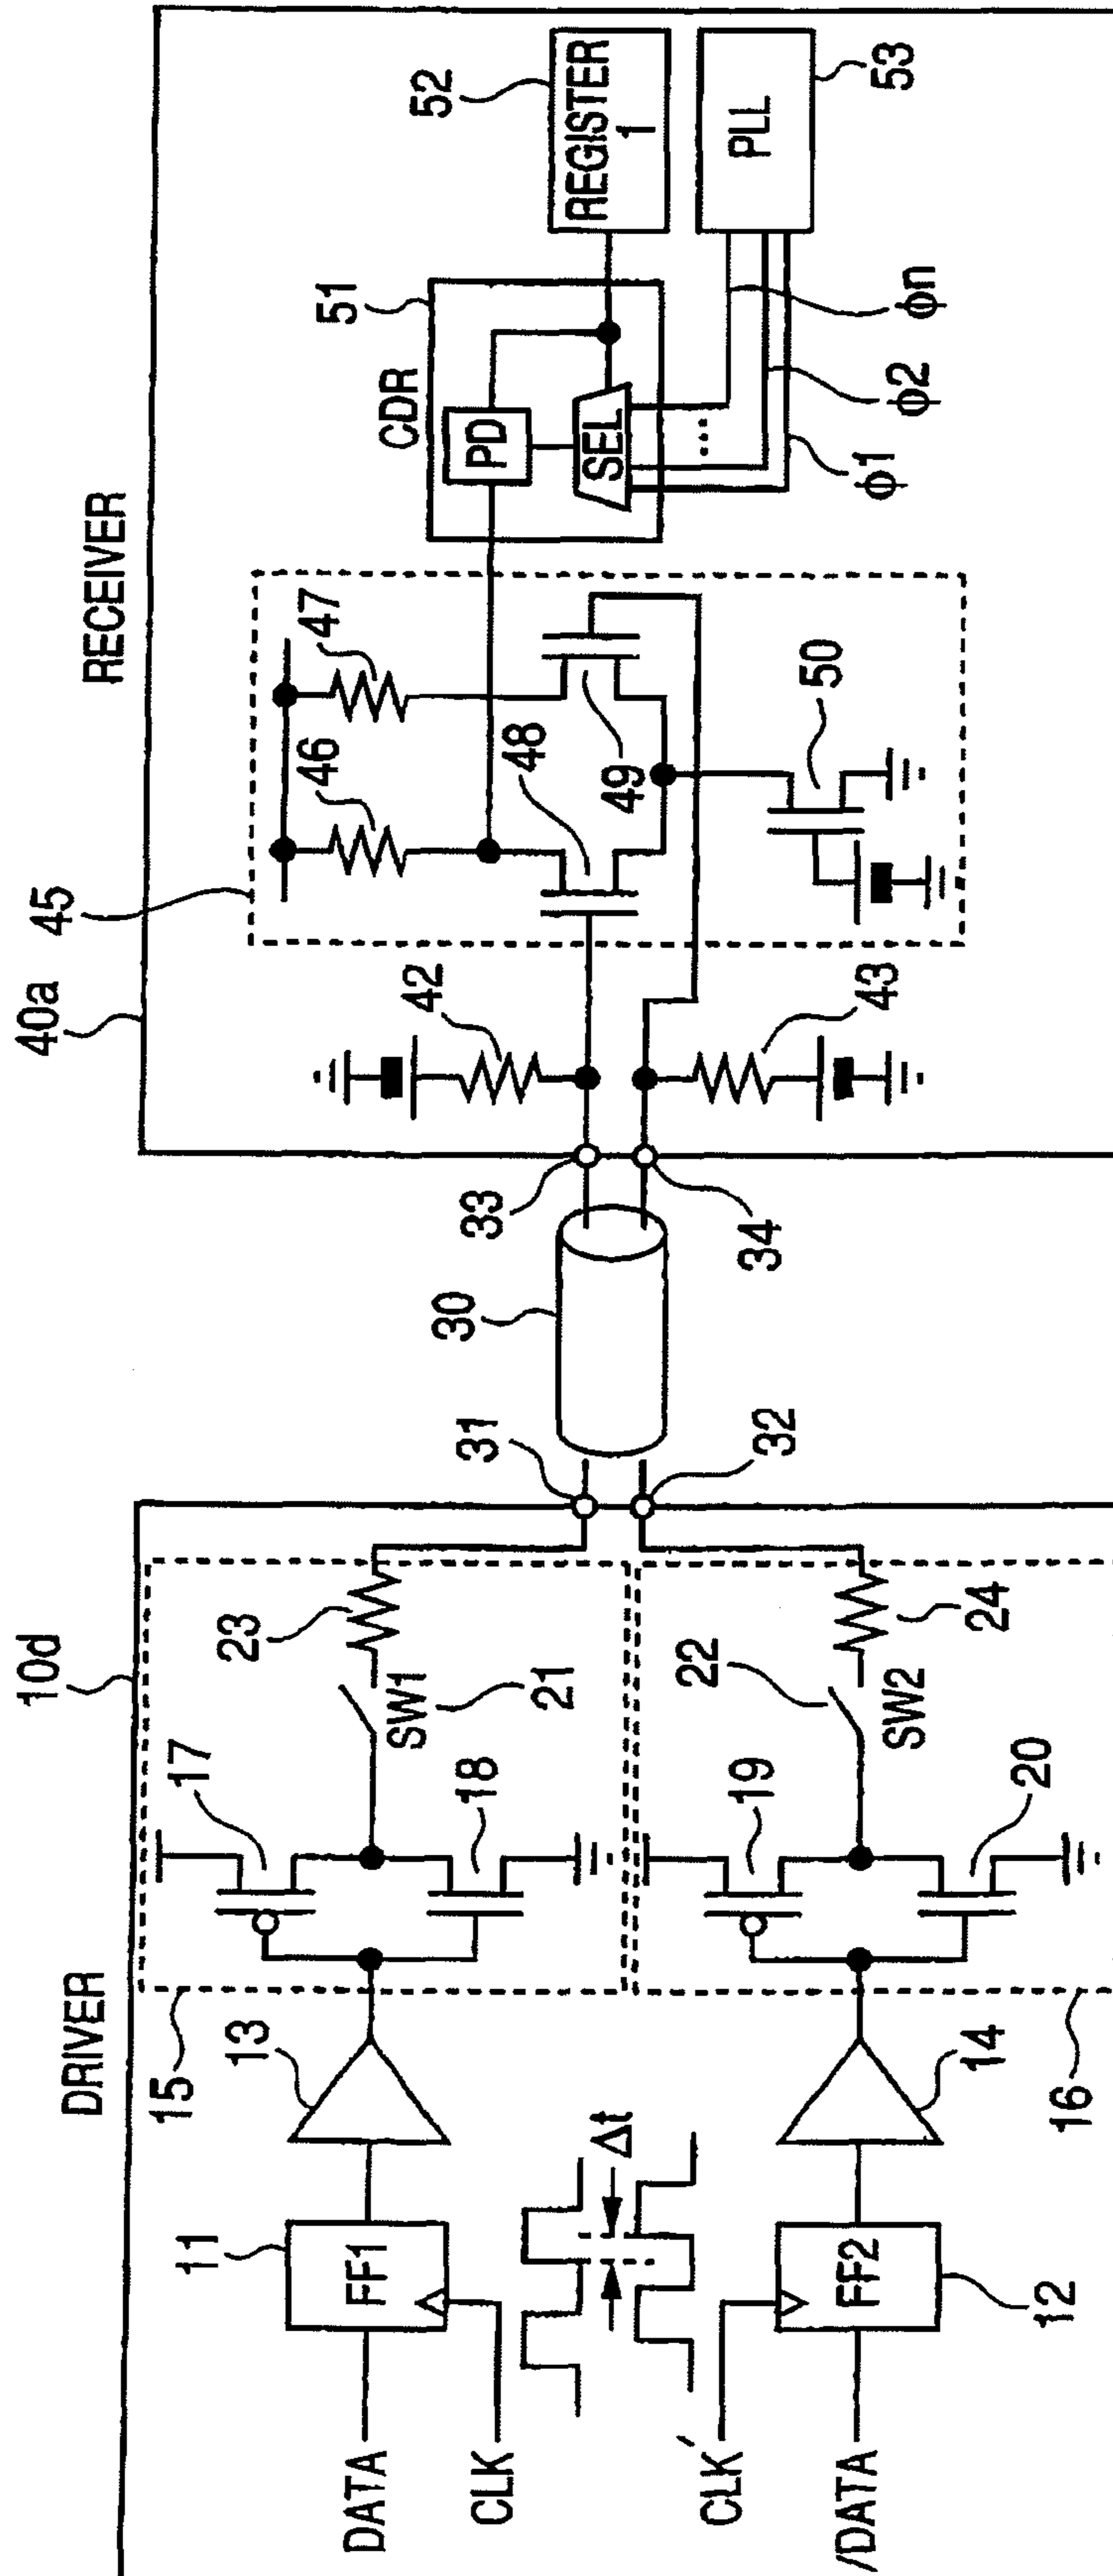 DRIVER
10d
DATA
CLK
11
FF1
13
15
17
18
SW1
21
23
31
Δt
CLK´
/DATA
FF2
12
14
16
19
20
22
SW2
24
32
30
33
34
RECEIVER
40a
45
42
43
46
47
48
49
50
CDR
51
PD
SEL
...
52
REGISTER
1
PLL
53
φ1
φ2
φn